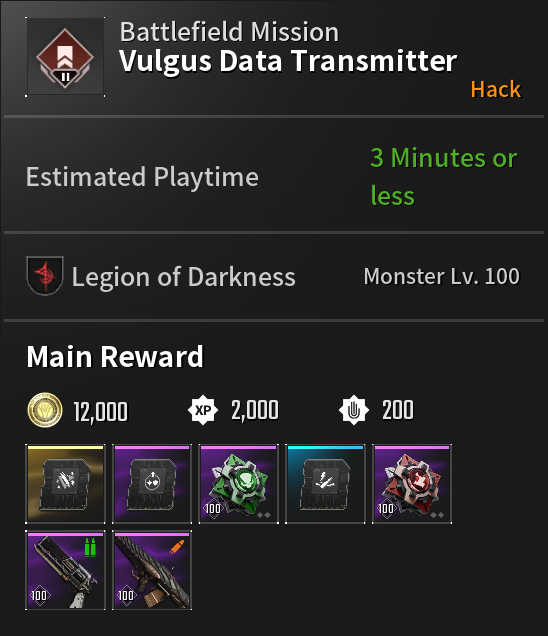 Battlefield Mission
Vulgus Data Transmitter
II
Hack
Estimated Playtime
3 Minutes or
less
Legion of Darkness
Monster Lv. 100
Main Reward
12,000
XP
2,000
200
100
100
100
100